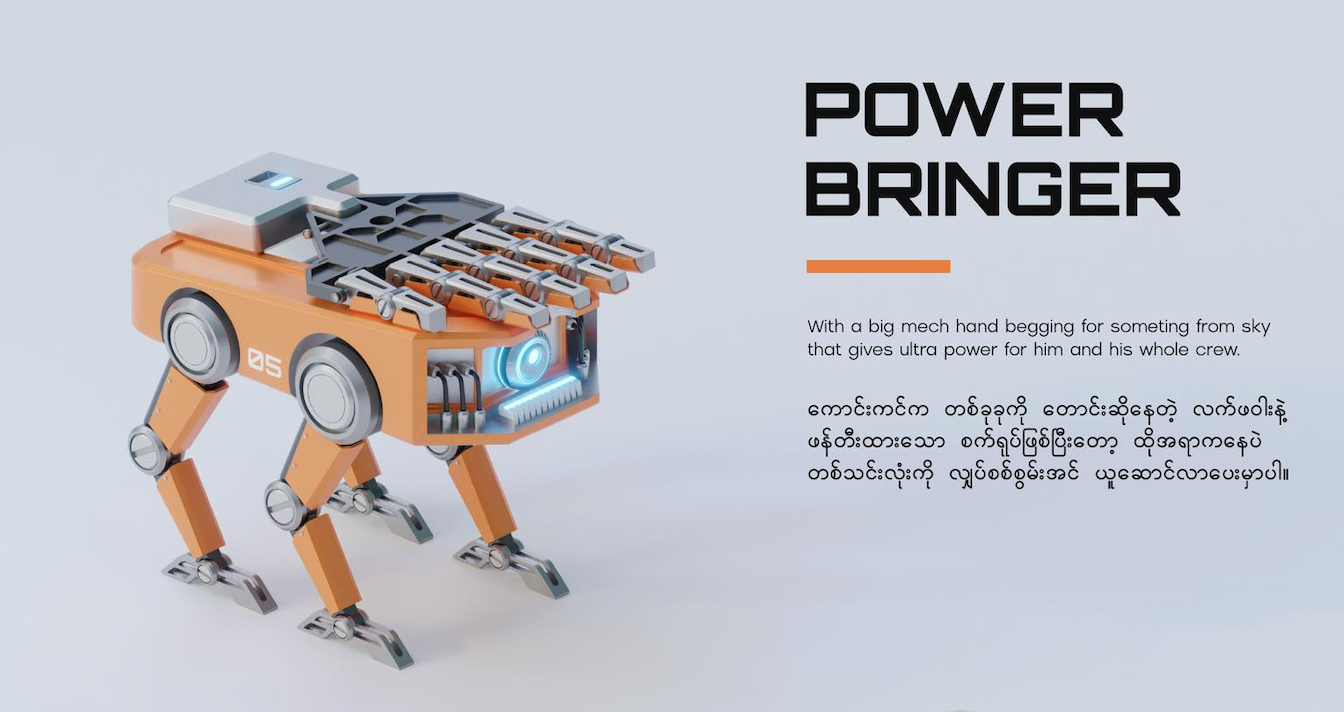 POWER
BRINGER
With a big mech hand begging for someting from sky
that gives ultra power for him and his whole crew.
ကောင်းကင်က တစ်ခုခုကို တောင်းဆိုနေတဲ့ လက်ဖဝါးနဲ့
ဖန်တီးထားသော စက်ရုပ်ဖြစ်ပြီးတော့ ထိုအရာကနေပဲ
တစ်သင်းလုံးကို လျှပ်စစ်စွမ်းအင် ယူဆောင်လာပေးမှာပါ။
05